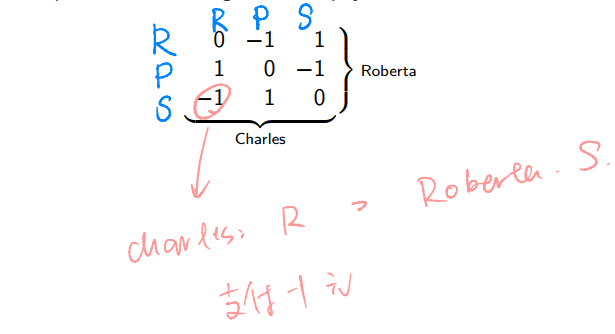 R P S
R 0 −1 1
P 1 0 −1 Roberta
S −1 1 0
Charles
charles: R > Roberta. S.
支付 -1 元